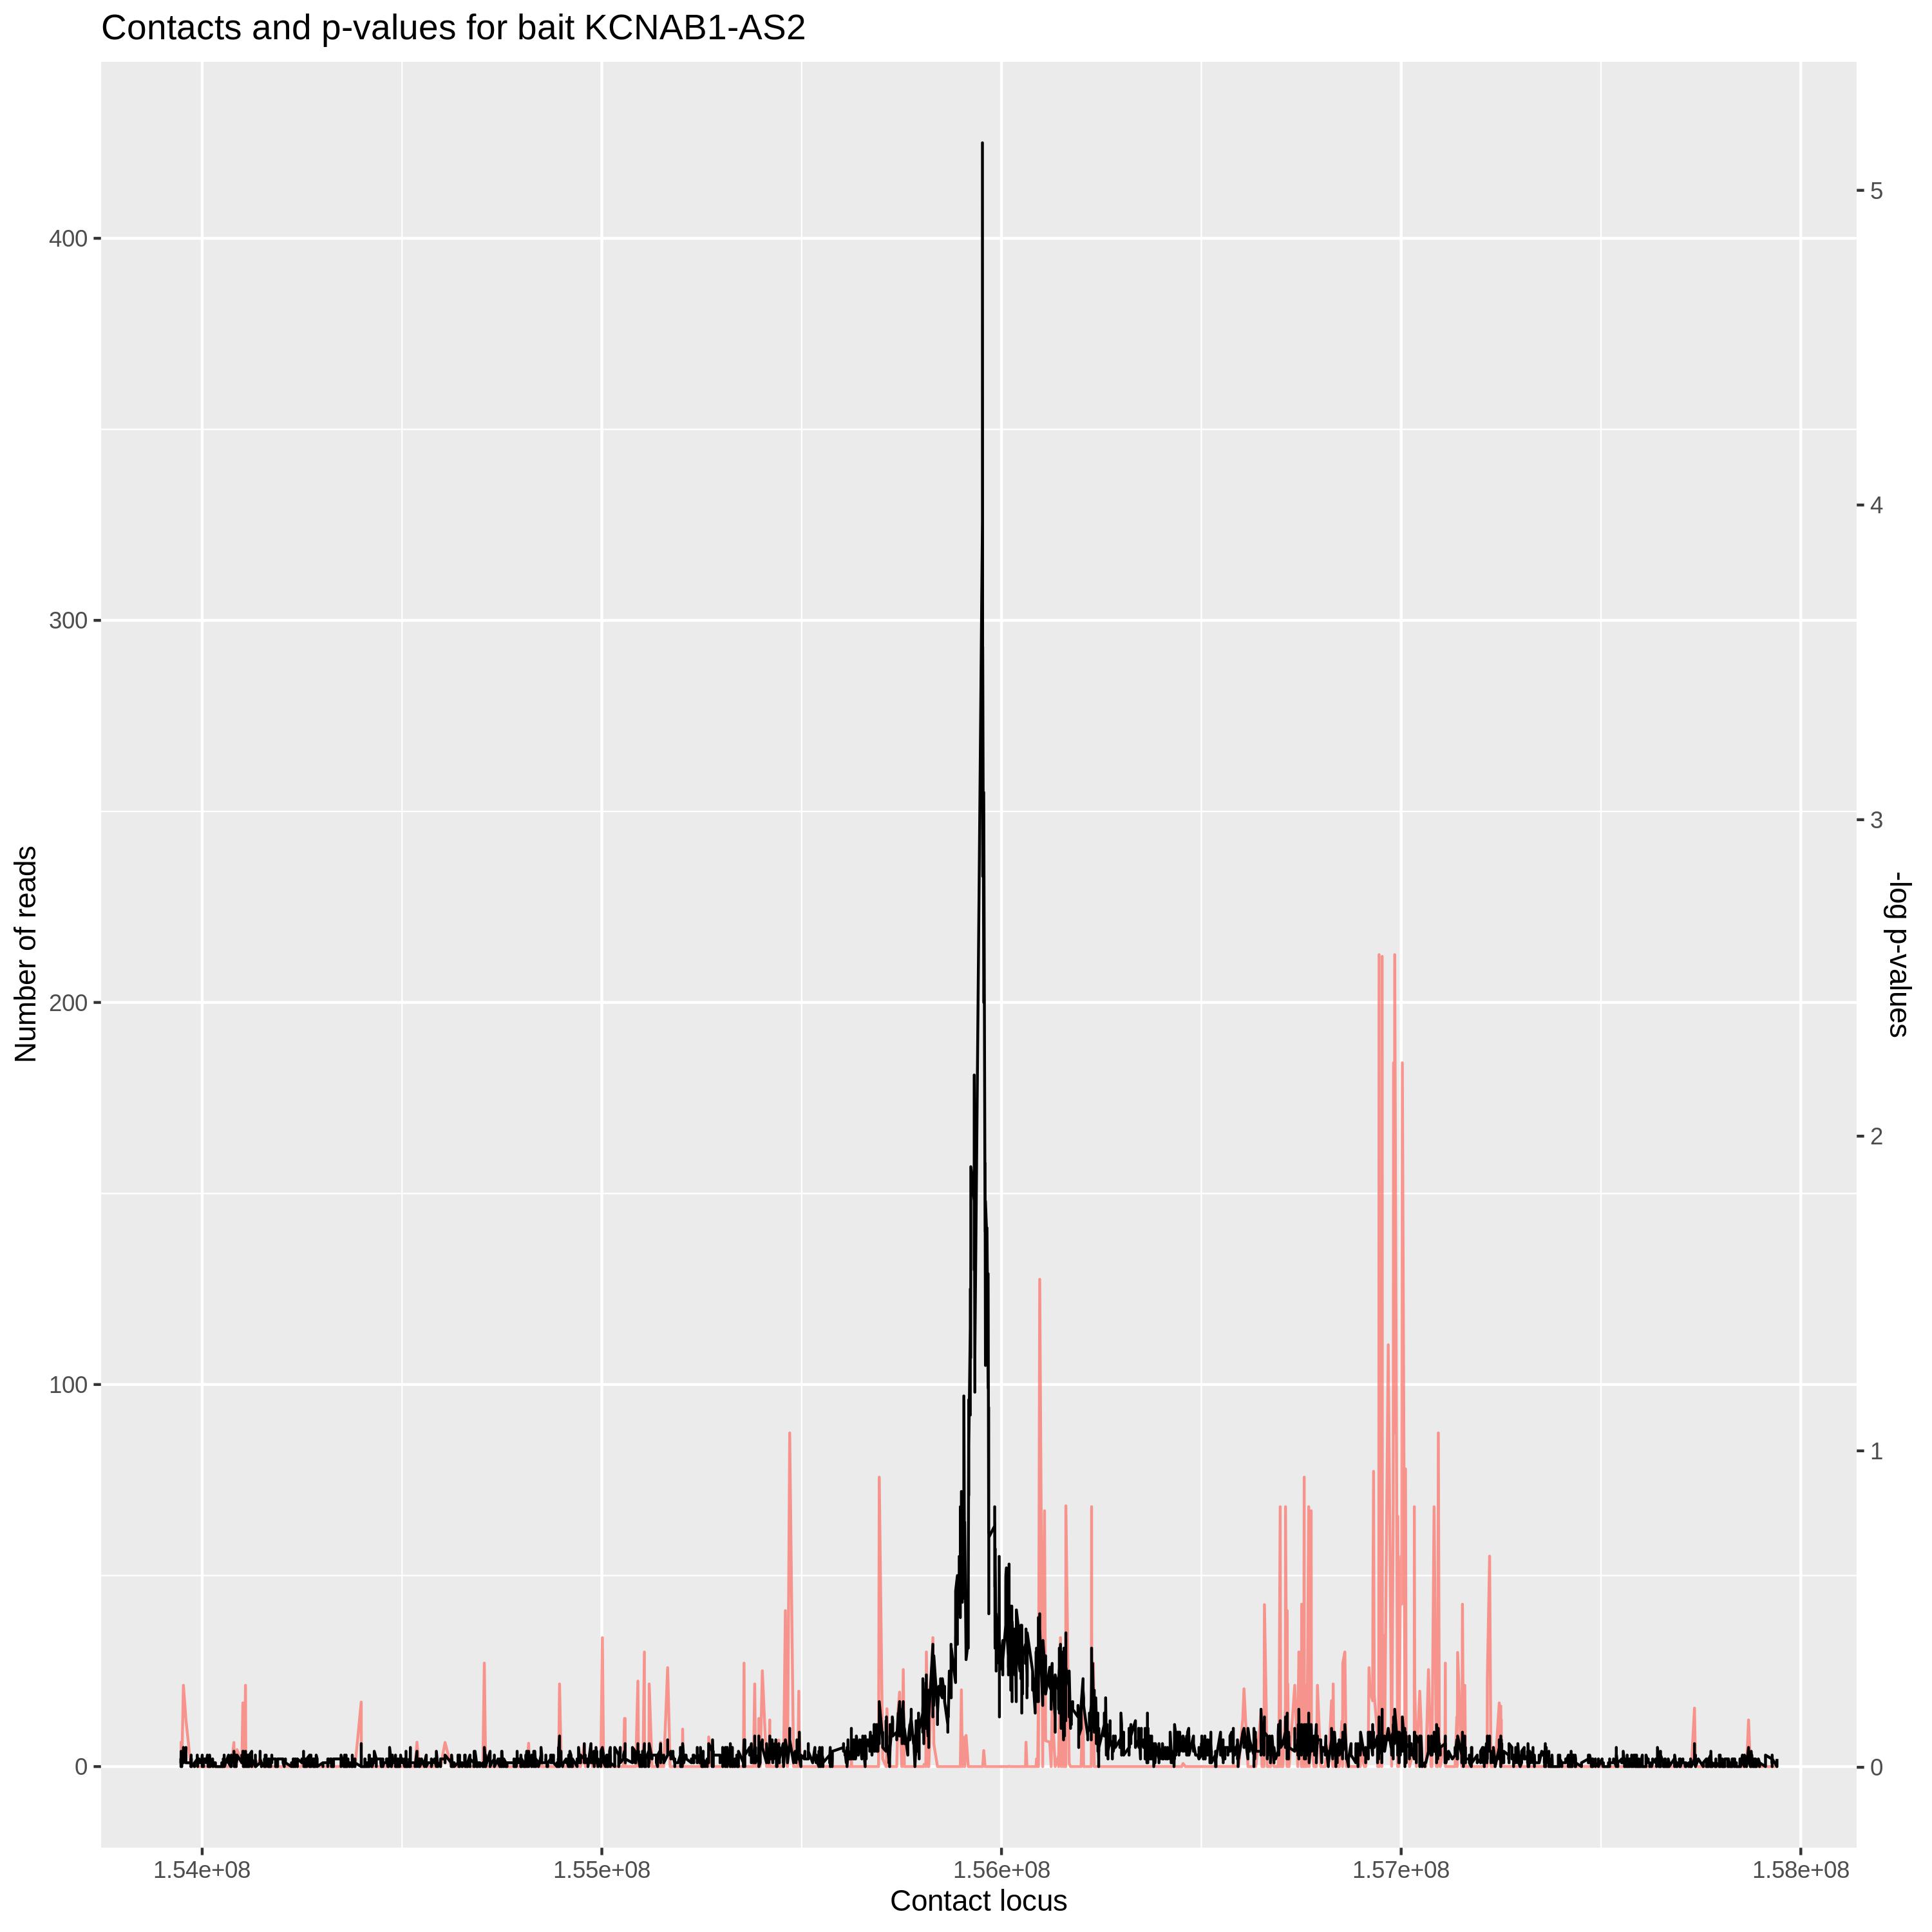 Contacts and p-values for bait KCNAB1-AS2
Number of reads
400
300
200
100
0
5
4
3
2
1
0
-log p-values
1.54e+08
1.55e+08
1.56e+08
1.57e+08
1.58e+08
Contact locus